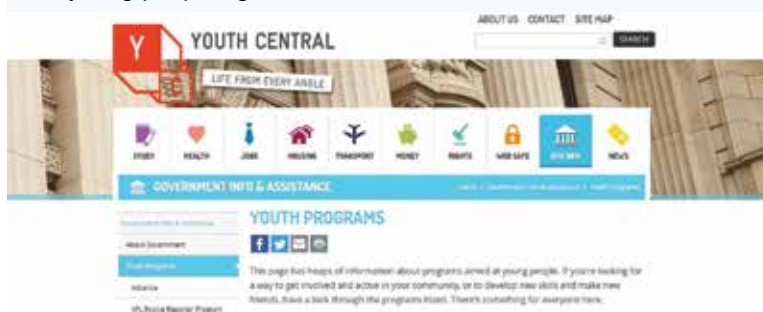 ABOUT US CONTACT SITE MAP
Y YOUTH CENTRAL
SEARCH
LIFE FROM EVERY ANGLE
STUDY HEALTH JOBS HOUSING TRANSPORT MONEY RIGHTS WEB SAFE GOV INFO NEWS
GOVERNMENT INFO & ASSISTANCE
YOUTH PROGRAMS
About Government
Youth Programs
This page has heaps of information about programs aimed at young people. If you're looking for
Advance
a way to get involved and active in your community, or to develop new skills and make new
friends, have a look through the programs listed. There's something for everyone here.